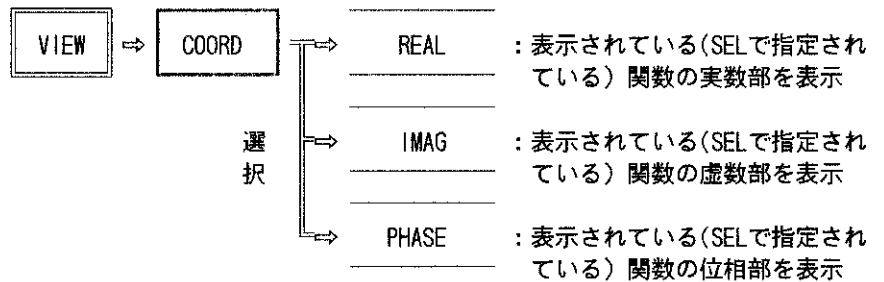 VIEW ⇨ COORD ⇨ REAL :表示されている(SELで指定され
ている)関数の実数部を表示
選択 ⇨ IMAG :表示されている(SELで指定され
ている)関数の虚数部を表示
⇨ PHASE :表示されている(SELで指定され
ている)関数の位相部を表示